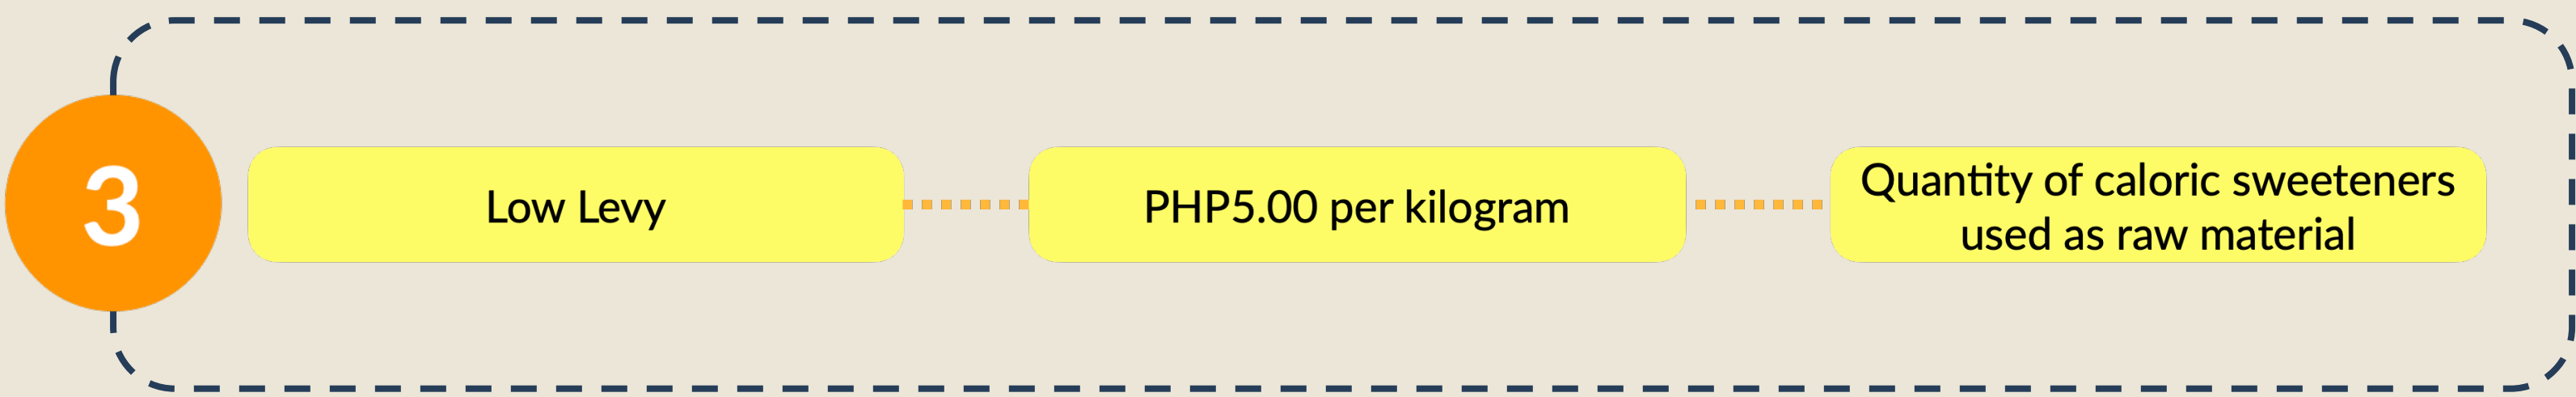 3
Low Levy
PHP5.00 per kilogram
Quantity of caloric sweeteners
used as raw material